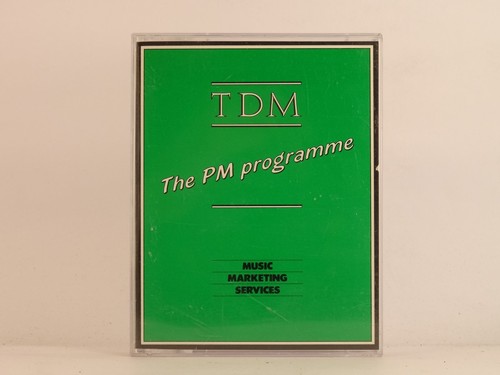 TDM
The PM programme
MUSIC
MARKETING
SERVICES